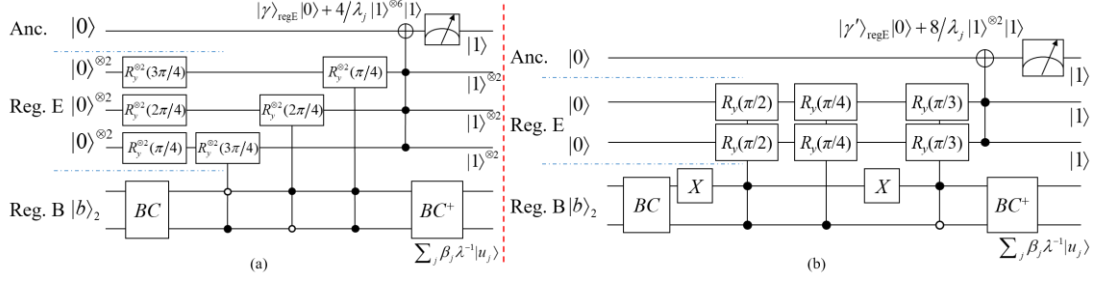 |γ⟩regE|0⟩+4/λj|1⟩⊗6|1⟩
Anc. |0⟩ |1⟩
|0⟩⊗2 Ry⊗2(3π/4) Ry⊗2(π/4) |1⟩⊗2
Reg. E |0⟩⊗2 Ry⊗2(2π/4) Ry⊗2(2π/4) |1⟩⊗2
|0⟩⊗2 Ry⊗2(π/4) Ry⊗2(3π/4) |1⟩⊗2
Reg. B |b⟩2 BC BC+
∑j βjλ−1|uj⟩
(a)
|γ'⟩regE|0⟩+8/λj|1⟩⊗2|1⟩
Anc. |0⟩ |1⟩
|0⟩ Ry(π/2) Ry(π/4) Ry(π/3) |1⟩
Reg. E
|0⟩ Ry(π/2) Ry(π/4) Ry(π/3) |1⟩
X X
Reg. B|b⟩2 BC BC+
∑j βjλ−1|uj⟩
(b)